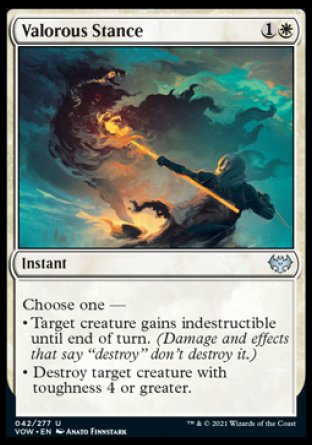 Valorous Stance 1
Instant
Choose one —
• Target creature gains indestructible
until end of turn. (Damage and effects
that say “destroy” don’t destroy it.)
• Destroy target creature with
toughness 4 or greater.
042/277 U
VOW • EN Anato Finnstark
™ & © 2021 Wizards of the Coast